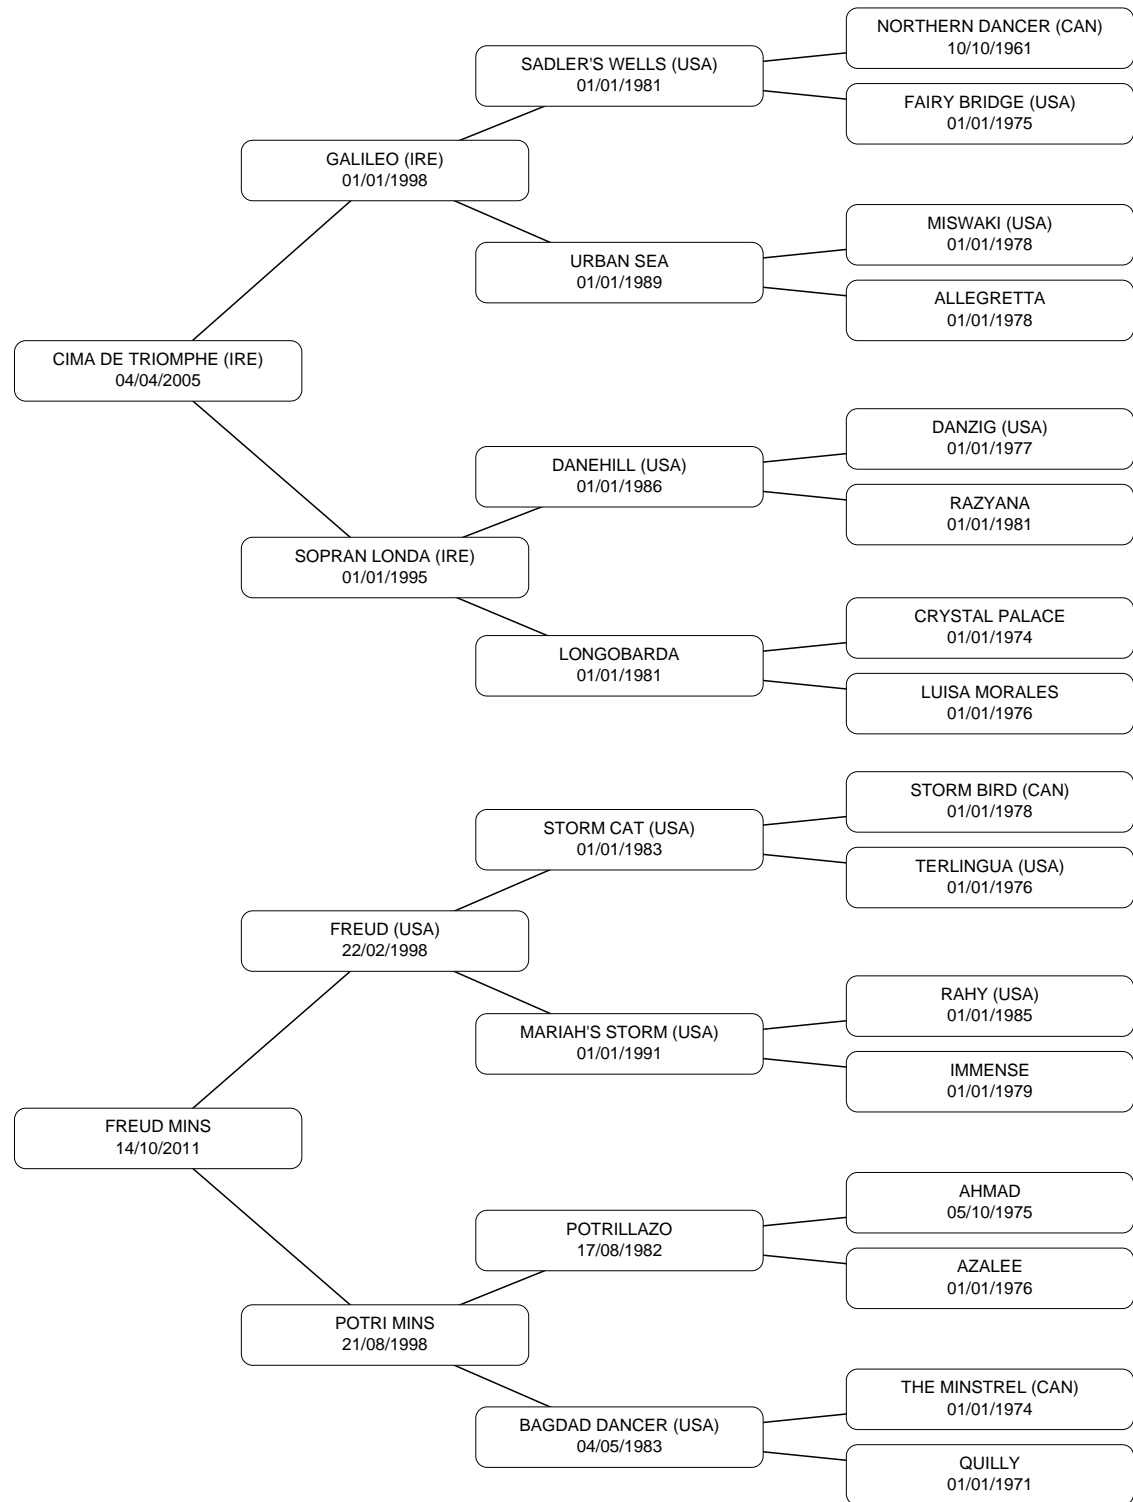 NORTHERN DANCER (CAN)
10/10/1961
SADLER'S WELLS (USA)
01/01/1981
FAIRY BRIDGE (USA)
01/01/1975
GALILEO (IRE)
01/01/1998
MISWAKI (USA)
01/01/1978
URBAN SEA
01/01/1989
ALLEGRETTA
01/01/1978
CIMA DE TRIOMPHE (IRE)
04/04/2005
DANZIG (USA)
01/01/1977
DANEHILL (USA)
01/01/1986
RAZYANA
01/01/1981
SOPRAN LONDA (IRE)
01/01/1995
CRYSTAL PALACE
01/01/1974
LONGOBARDA
01/01/1981
LUISA MORALES
01/01/1976
STORM BIRD (CAN)
01/01/1978
STORM CAT (USA)
01/01/1983
TERLINGUA (USA)
01/01/1976
FREUD (USA)
22/02/1998
RAHY (USA)
01/01/1985
MARIAH'S STORM (USA)
01/01/1991
IMMENSE
01/01/1979
FREUD MINS
14/10/2011
AHMAD
05/10/1975
POTRILLAZO
17/08/1982
AZALEE
01/01/1976
POTRI MINS
21/08/1998
THE MINSTREL (CAN)
01/01/1974
BAGDAD DANCER (USA)
04/05/1983
QUILLY
01/01/1971